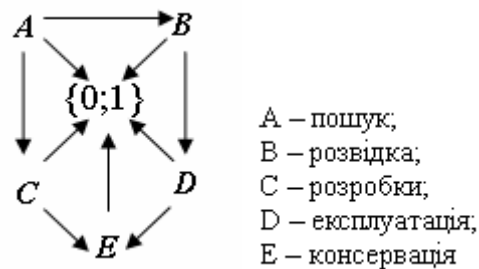 A B
{0;1}
C D
E
A – пошук;
B – розвідка;
C – розробки;
D – експлуатація;
E – консервація